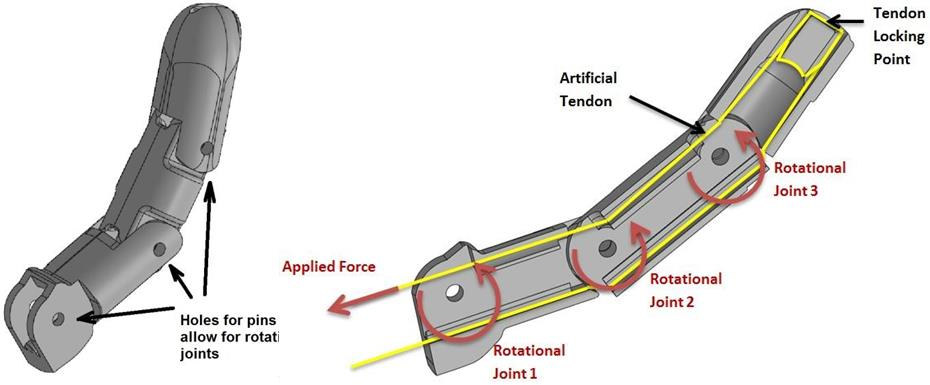 Holes for pins
allow for rotati
joints
Tendon
Locking
Point
Artificial
Tendon
Rotational
Joint 3
Applied Force
Rotational
Joint 2
Rotational
Joint 1